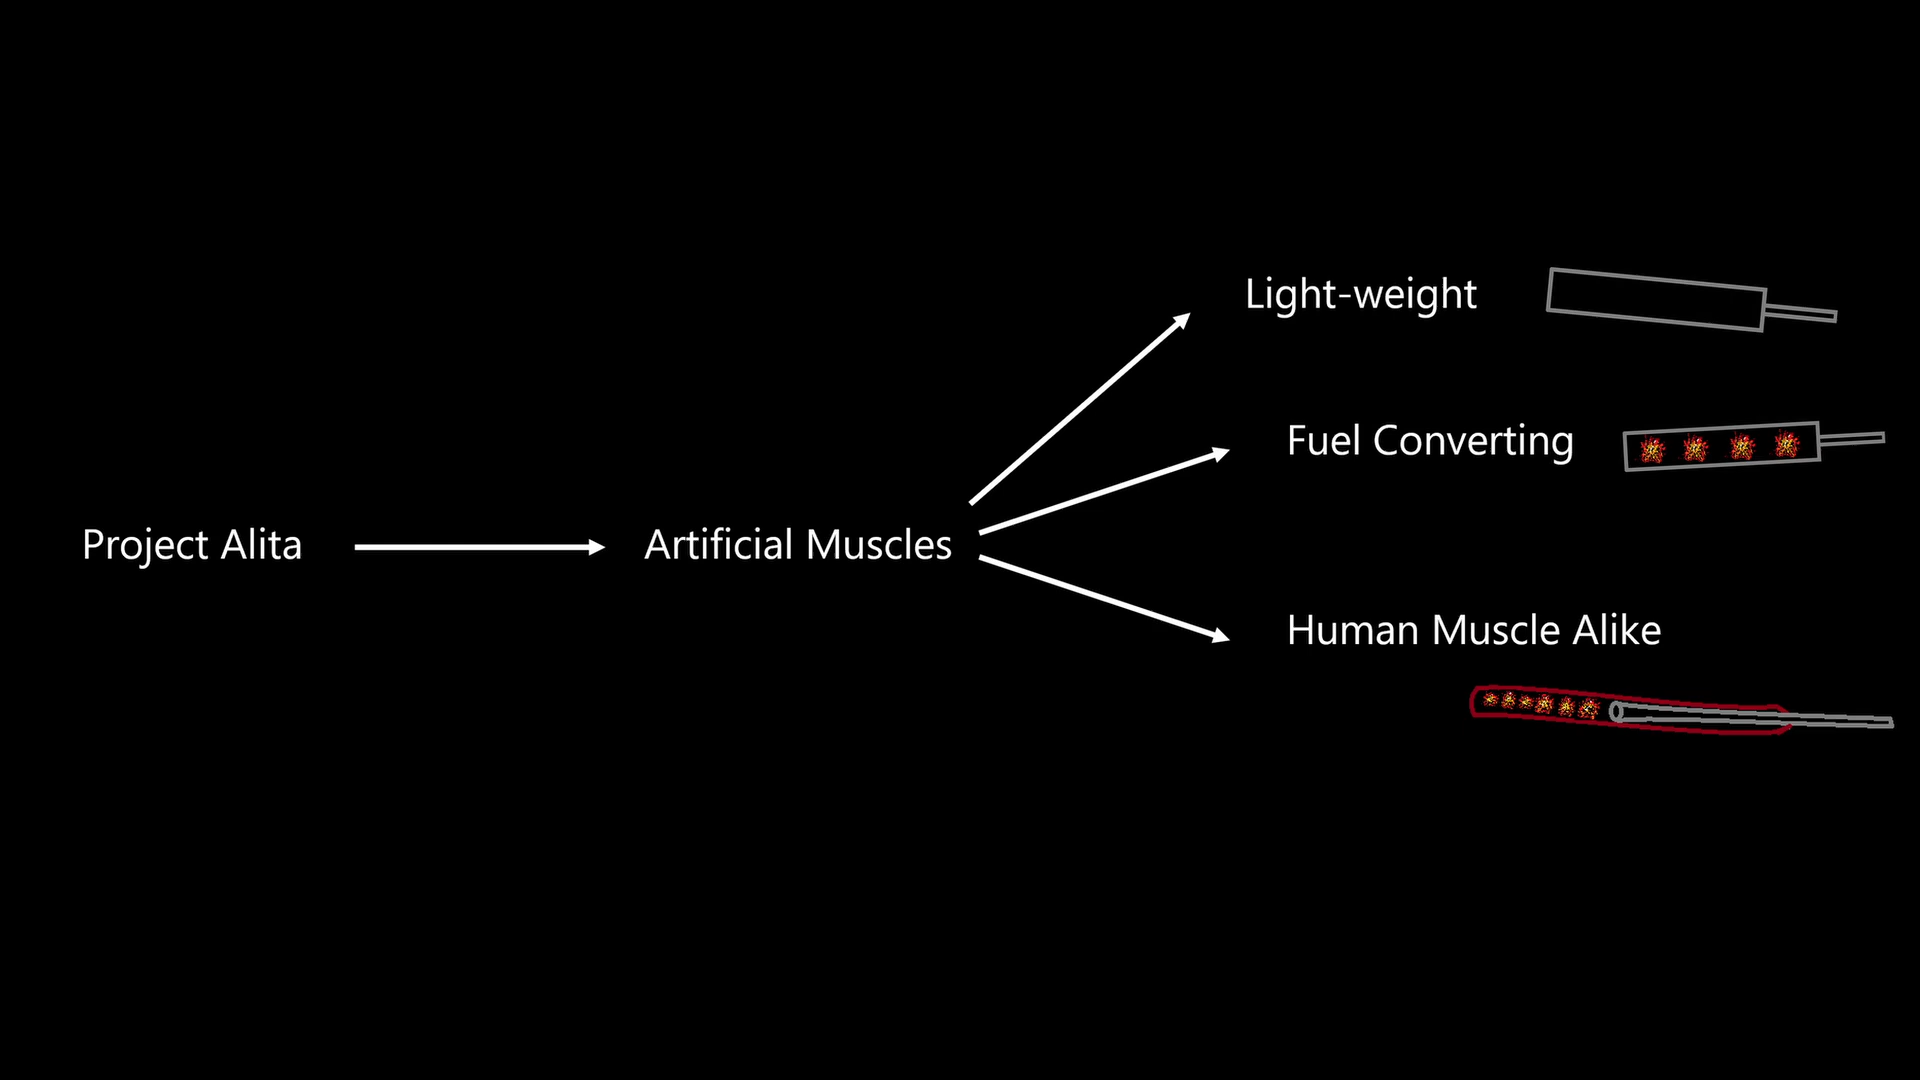 Project Alita
Artificial Muscles
Light-weight
Fuel Converting
Human Muscle Alike